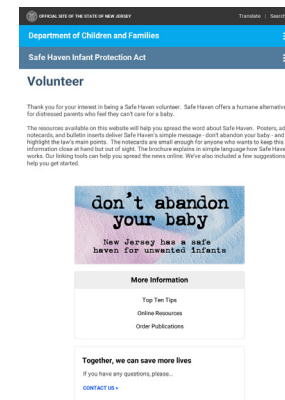 OFFICIAL SITE OF THE STATE OF NEW JERSEY
Translate | Search
Department of Children and Families
Safe Haven Infant Protection Act
Volunteer
Thank you for your interest in being a Safe Haven volunteer. Safe Haven offers a humane alternative
for distressed parents who feel they can't care for a baby.
The resources available on this website will help you spread the word about Safe Haven. Posters, ad
notecards, and bulletin inserts deliver Safe Haven's simple message - don't abandon your baby - and
highlight the law's main points. The notecards are small enough for anyone who wants to keep this
information close at hand but out of sight. The brochure explains in simple language how Safe Have
works. Our linking tools can help you spread the news online. We've also included a few suggestions
help you get started.
don't abandon
your baby
New Jersey has a safe
haven for unwanted infants
More Information
Top Ten Tips
Online Resources
Order Publications
Together, we can save more lives
If you have any questions, please...
CONTACT US >